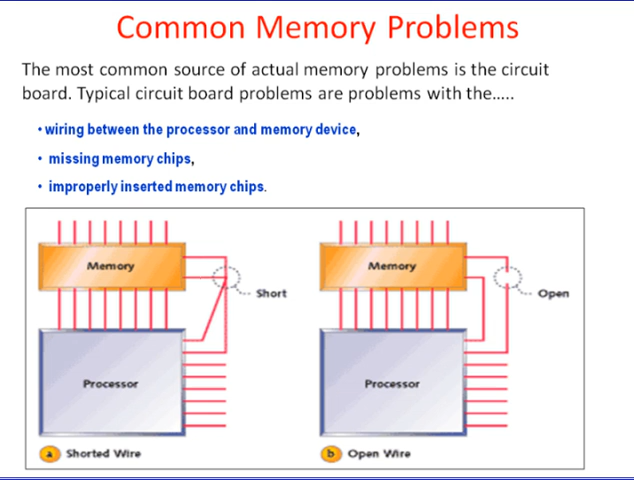 Common Memory Problems
The most common source of actual memory problems is the circuit
board. Typical circuit board problems are problems with the.....
• wiring between the processor and memory device,
• missing memory chips,
• improperly inserted memory chips.
Memory
Short
Processor
a Shorted Wire
Memory
Open
Processor
b Open Wire